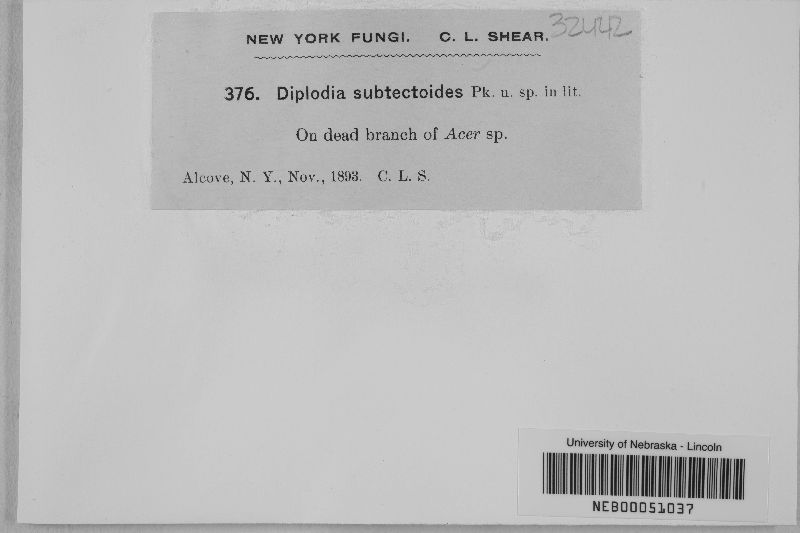 NEW YORK FUNGI. C. L. SHEAR. 32442
376. Diplodia subtectoides Pk. u. sp. in lit.
On dead branch of Acer sp.
Alcove, N. Y., Nov., 1893. C. L. S.
University of Nebraska - Lincoln
NEB00051037